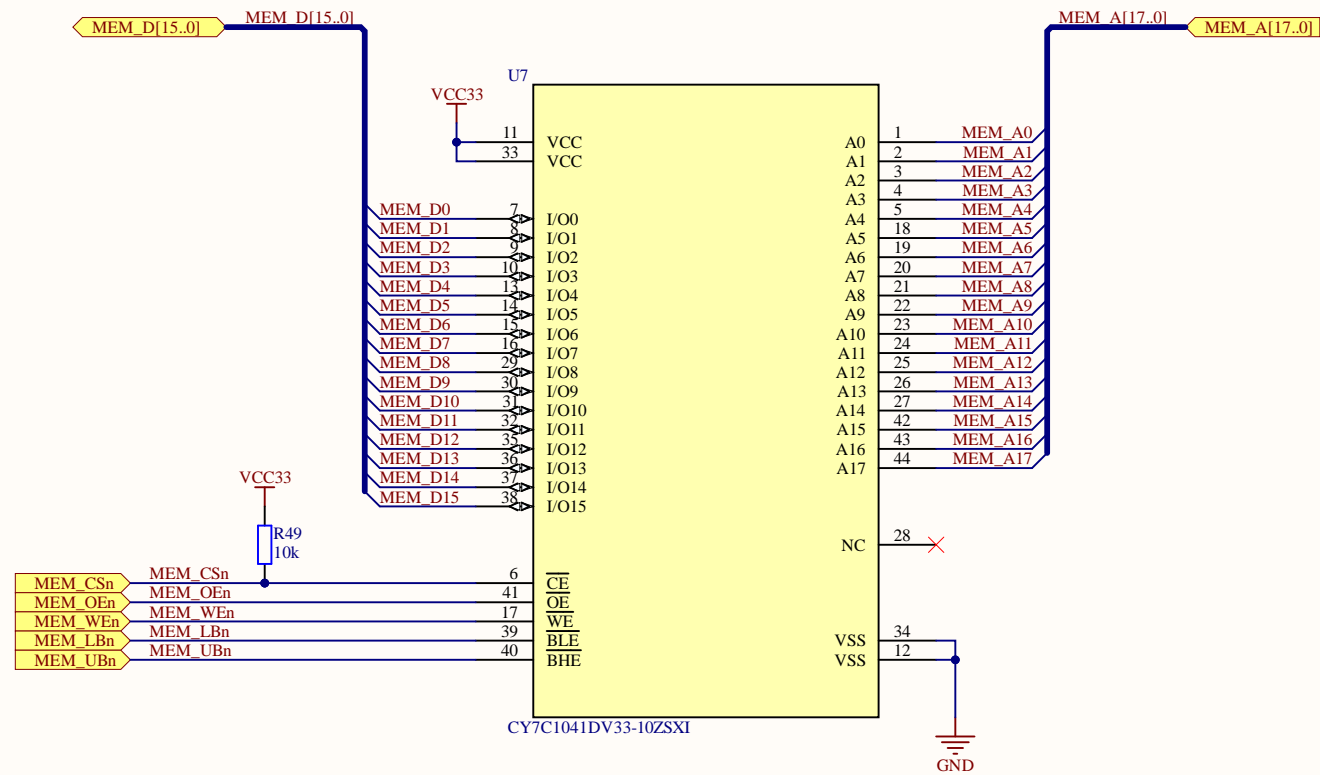 MEM_D[15..0] MEM_D[15..0] MEM_A[17..0] MEM_A[17..0]
U7
VCC33
11 VCC
33 VCC
A0 1 MEM_A0
A1 2 MEM_A1
A2 3 MEM_A2
A3 4 MEM_A3
MEM_D0 7 I/O0 A4 5 MEM_A4
MEM_D1 8 I/O1 A5 18 MEM_A5
MEM_D2 9 I/O2 A6 19 MEM_A6
MEM_D3 10 I/O3 A7 20 MEM_A7
MEM_D4 13 I/O4 A8 21 MEM_A8
MEM_D5 14 I/O5 A9 22 MEM_A9
MEM_D6 15 I/O6 A10 23 MEM_A10
MEM_D7 16 I/O7 A11 24 MEM_A11
MEM_D8 29 I/O8 A12 25 MEM_A12
MEM_D9 30 I/O9 A13 26 MEM_A13
MEM_D10 31 I/O10 A14 27 MEM_A14
MEM_D11 32 I/O11 A15 42 MEM_A15
MEM_D12 35 I/O12 A16 43 MEM_A16
MEM_D13 36 I/O13 A17 44 MEM_A17
MEM_D14 37 I/O14
MEM_D15 38 I/O15
VCC33
R49
10k
NC 28
MEM_CSn MEM_CSn 6 CE
MEM_OEn MEM_OEn 41 OE
MEM_WEn MEM_WEn 17 WE
MEM_LBn MEM_LBn 39 BLE
MEM_UBn MEM_UBn 40 BHE
VSS 34
VSS 12
CY7C1041DV33-10ZSXI
GND